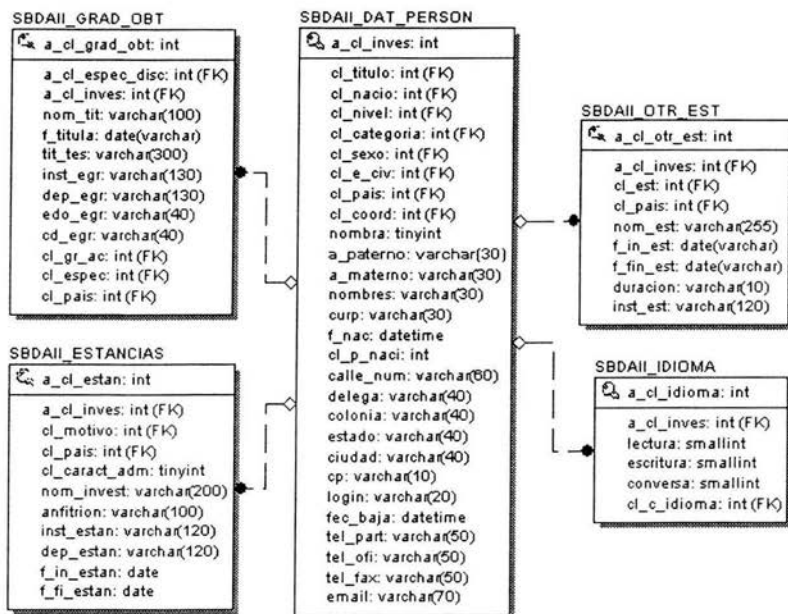 SBDAII_GRAD_OBT
a_cl_grad_obt: int
a_cl_espec_disc: int (FK)
a_cl_inves: int (FK)
nom_tit: varchar(100)
f_titula: date(varchar)
tit_tes: varchar(300)
inst_egr: varchar(130)
dep_egr: varchar(130)
edo_egr: varchar(40)
cd_egr: varchar(40)
cl_gr_ac: int (FK)
cl_espec: int (FK)
cl_pais: int (FK)
SBDAII_ESTANCIAS
a_cl_estan: int
a_cl_inves: int (FK)
cl_motivo: int (FK)
cl_pais: int (FK)
cl_caract_adm: tinyint
nom_invest: varchar(200)
anfitrion: varchar(100)
inst_estan: varchar(120)
dep_estan: varchar(120)
f_in_estan: date
f_fi_estan: date
SBDAII_DAT_PERSON
a_cl_inves: int
cl_titulo: int (FK)
cl_nacio: int (FK)
cl_nivel: int (FK)
cl_categoria: int (FK)
cl_sexo: int (FK)
cl_e_civ: int (FK)
cl_pais: int (FK)
cl_coord: int (FK)
nombra: tinyint
a_paterno: varchar(30)
a_materno: varchar(30)
nombres: varchar(30)
curp: varchar(30)
f_nac: datetime
cl_p_naci: int
calle_num: varchar(60)
delega: varchar(40)
colonia: varchar(40)
estado: varchar(40)
ciudad: varchar(40)
cp: varchar(10)
login: varchar(20)
fec_baja: datetime
tel_part: varchar(50)
tel_ofi: varchar(50)
tel_fax: varchar(50)
email: varchar(70)
SBDAII_OTR_EST
a_cl_otr_est: int
a_cl_inves: int (FK)
cl_est: int (FK)
cl_pais: int (FK)
nom_est: varchar(255)
f_in_est: date(varchar)
f_fin_est: date(varchar)
duracion: varchar(10)
inst_est: varchar(120)
SBDAII_IDIOMA
a_cl_idioma: int
a_cl_inves: int (FK)
lectura: smallint
escritura: smallint
conversa: smallint
cl_c_idioma: int (FK)